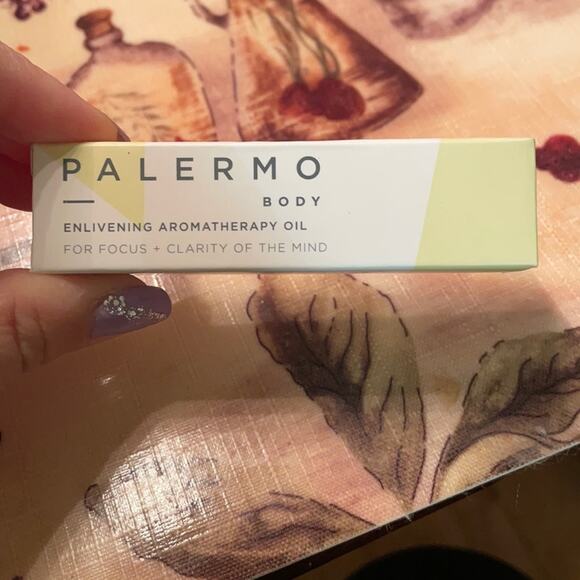 PALERMO
BODY
ENLIVENING AROMATHERAPY OIL
FOR FOCUS + CLARITY OF THE MIND